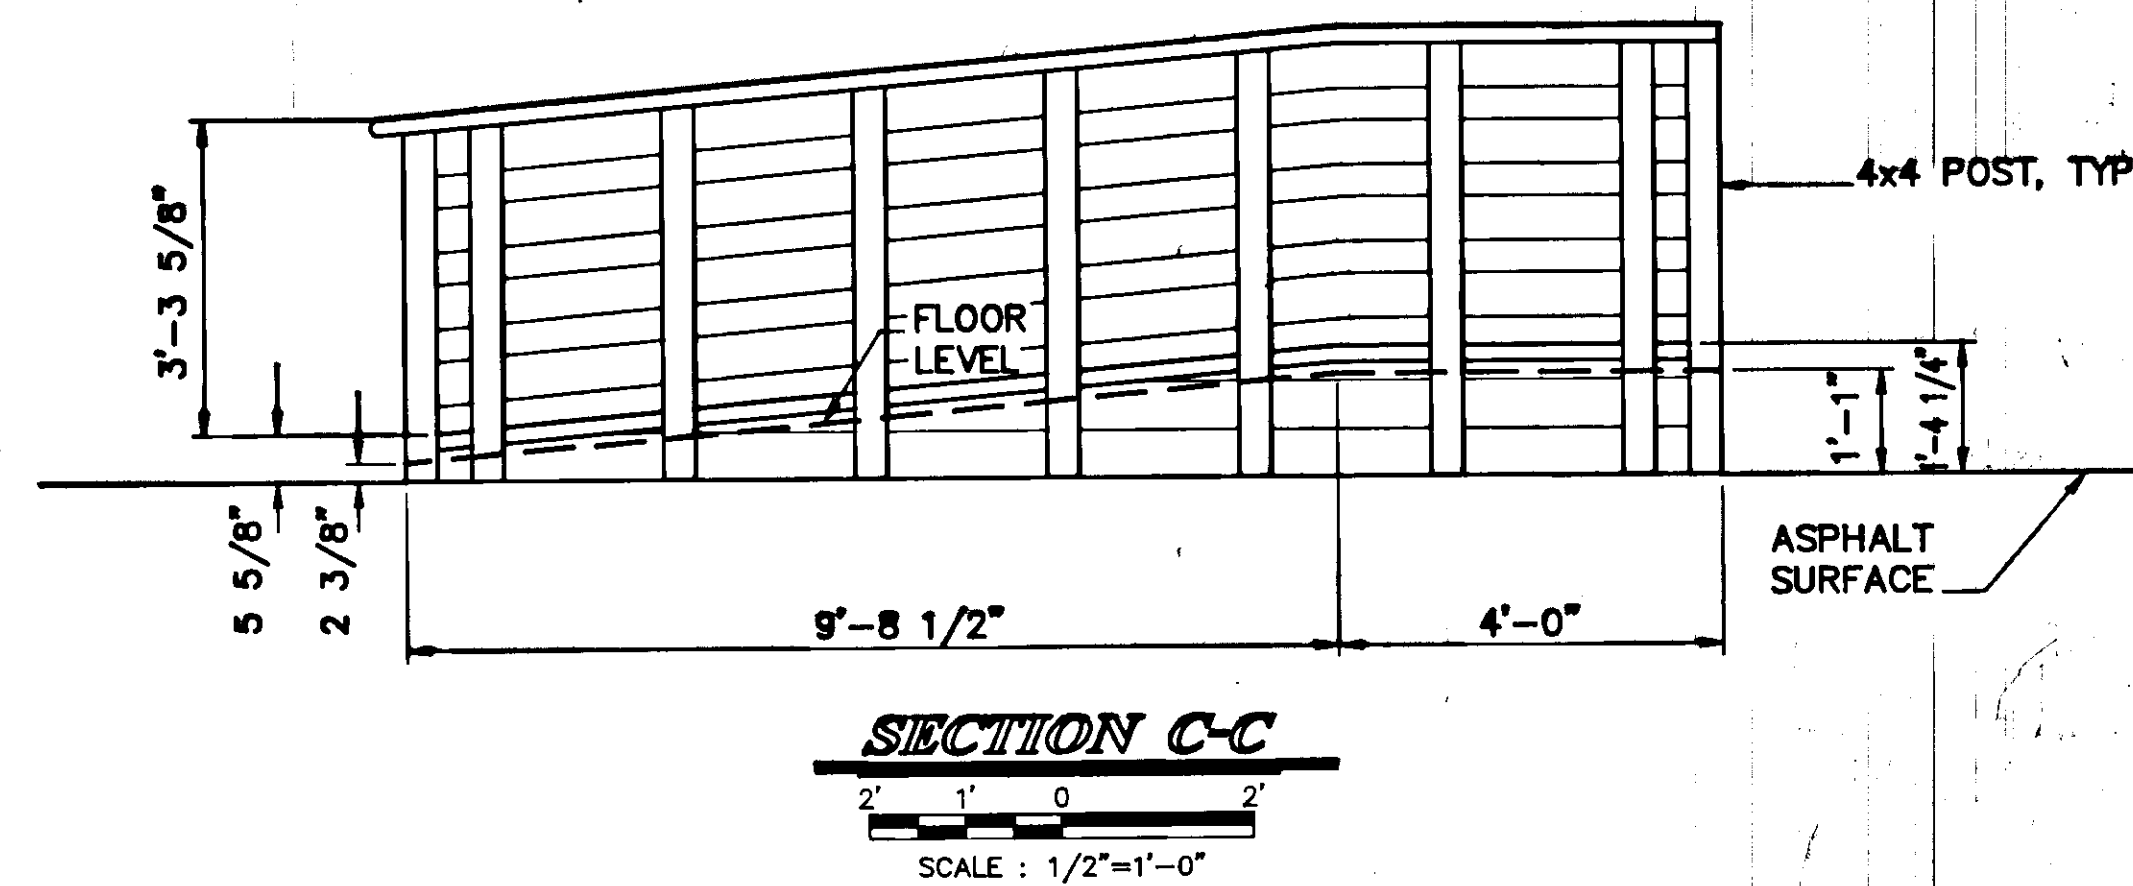 4x4 POST, TYP
3'-3 5/8"
FLOOR
LEVEL
1'-1"
1'-4 1/4"
5 5/8"
2 3/8"
ASPHALT
SURFACE
9'-8 1/2"
4'-0"
SECTION C-C
2' 1' 0 2'
SCALE : 1/2"=1'-0"